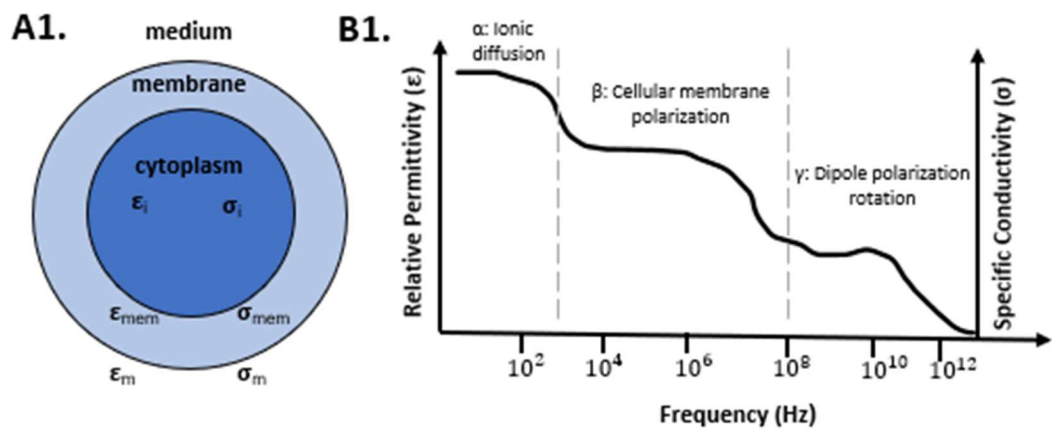 A1.
medium
membrane
cytoplasm
εᵢ σᵢ
εmem σmem
εm σm
B1.
α: Ionic
diffusion
β: Cellular membrane
polarization
γ: Dipole polarization
rotation
Relative Permittivity (ε)
Specific Conductivity (σ)
10² 10⁴ 10⁶ 10⁸ 10¹⁰ 10¹²
Frequency (Hz)